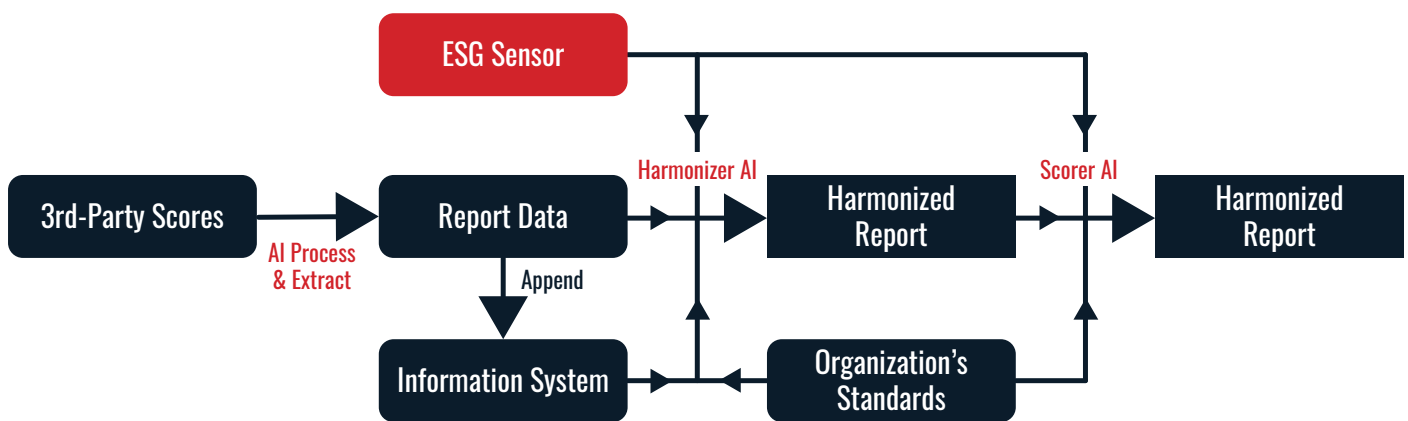 ESG Sensor
Harmonizer AI
Scorer AI
3rd-Party Scores
Report Data
Harmonized
Report
Harmonized
Report
AI Process
& Extract
Append
Information System
Organization’s
Standards